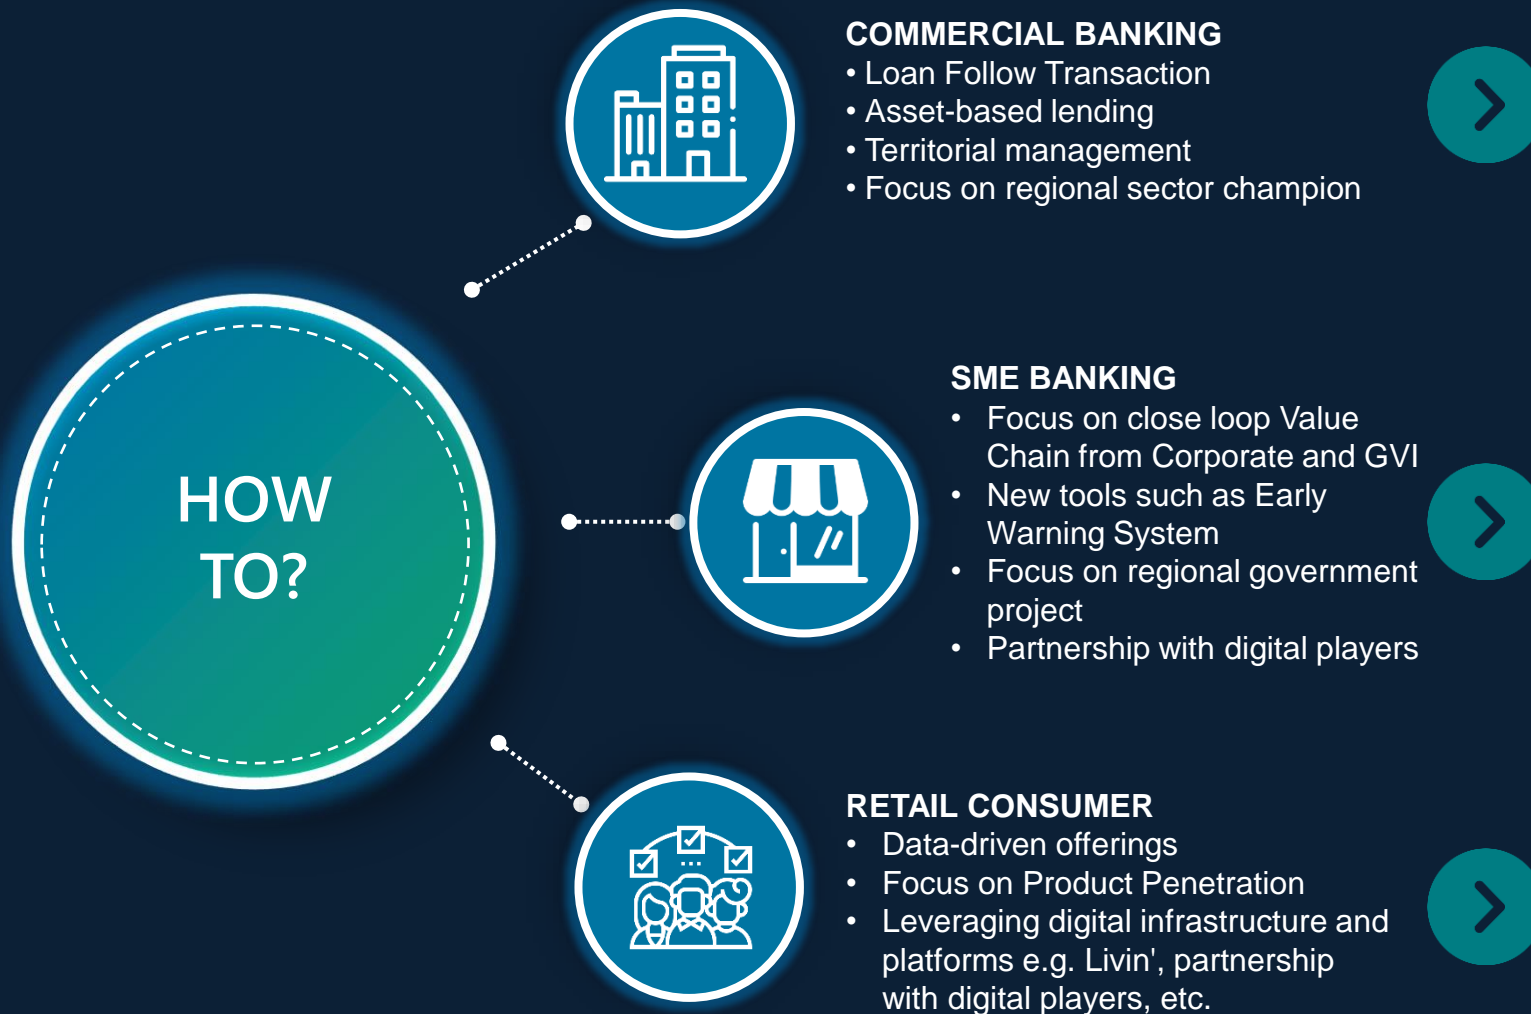 COMMERCIAL BANKING
• Loan Follow Transaction
• Asset-based lending
• Territorial management
• Focus on regional sector champion
HOW
TO?
SME BANKING
• Focus on close loop Value
Chain from Corporate and GVI
• New tools such as Early
Warning System
• Focus on regional government
project
• Partnership with digital players
RETAIL CONSUMER
• Data-driven offerings
• Focus on Product Penetration
• Leveraging digital infrastructure and
platforms e.g. Livin', partnership
with digital players, etc.